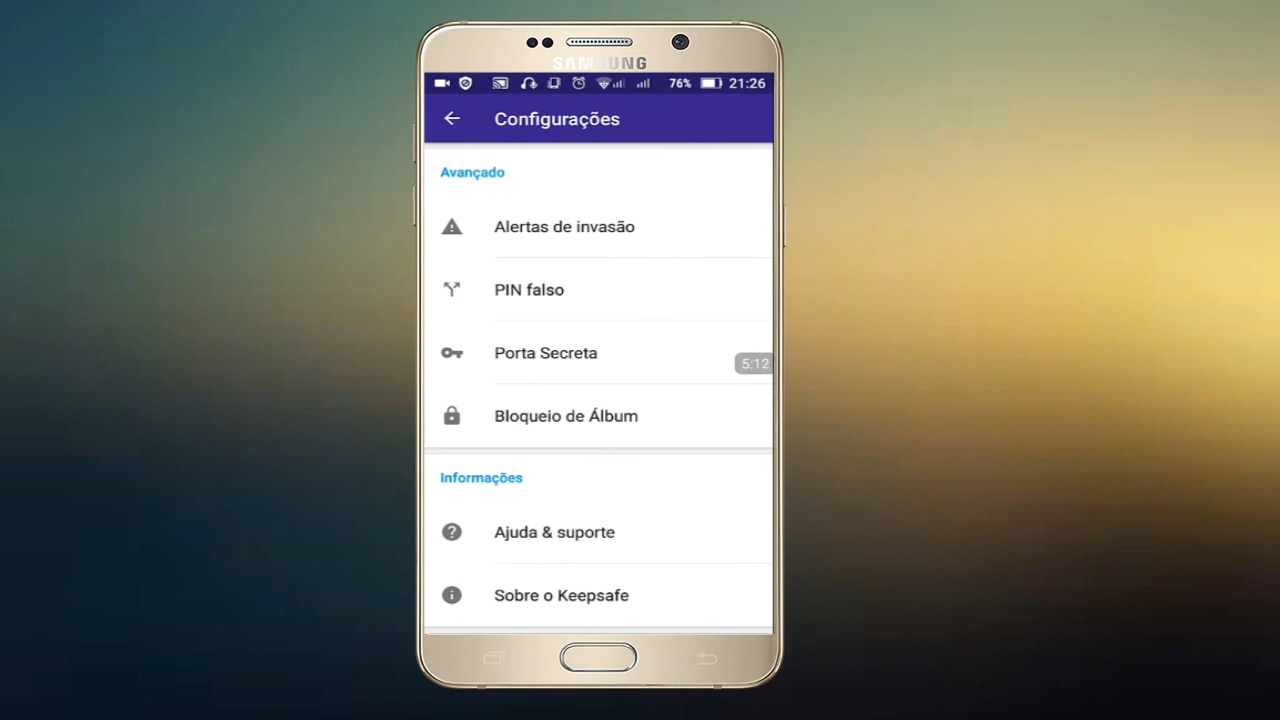 SAMSUNG
76% 21:26
Configurações
Avançado
Alertas de invasão
PIN falso
Porta Secreta
5:12
Bloqueio de Álbum
Informações
Ajuda & suporte
Sobre o Keepsafe